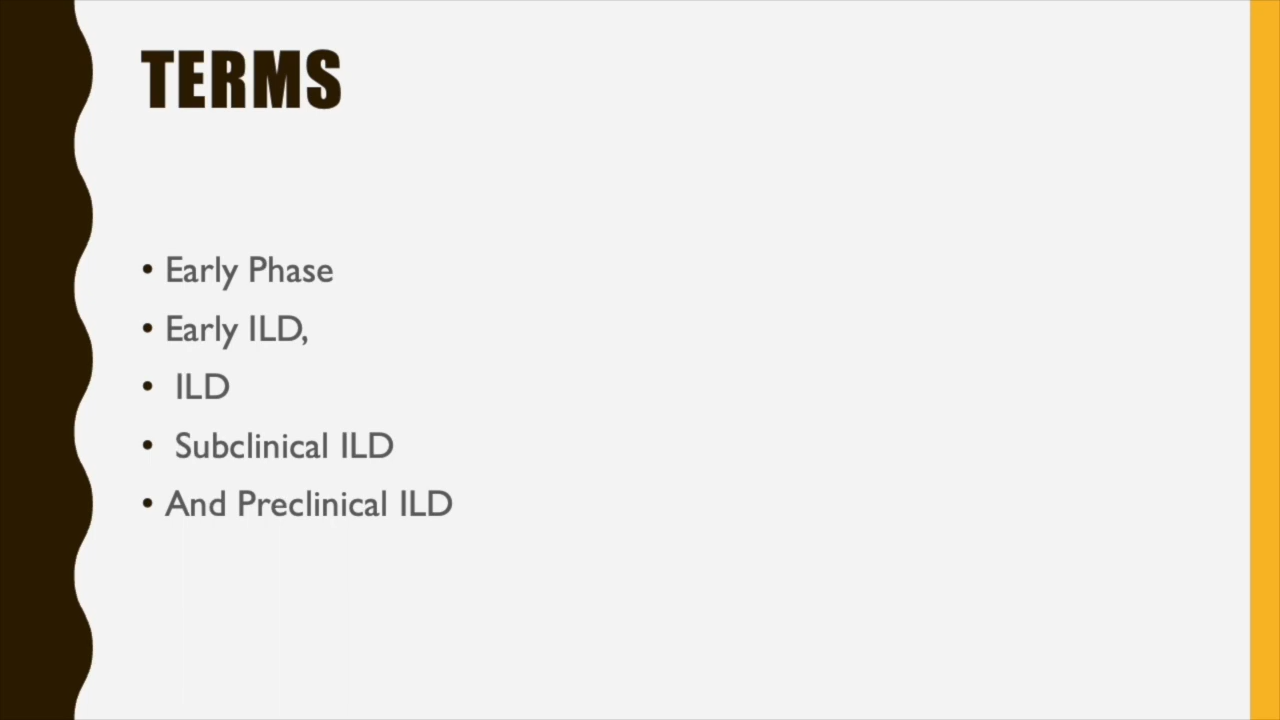 TERMS
• Early Phase
• Early ILD,
• ILD
• Subclinical ILD
• And Preclinical ILD